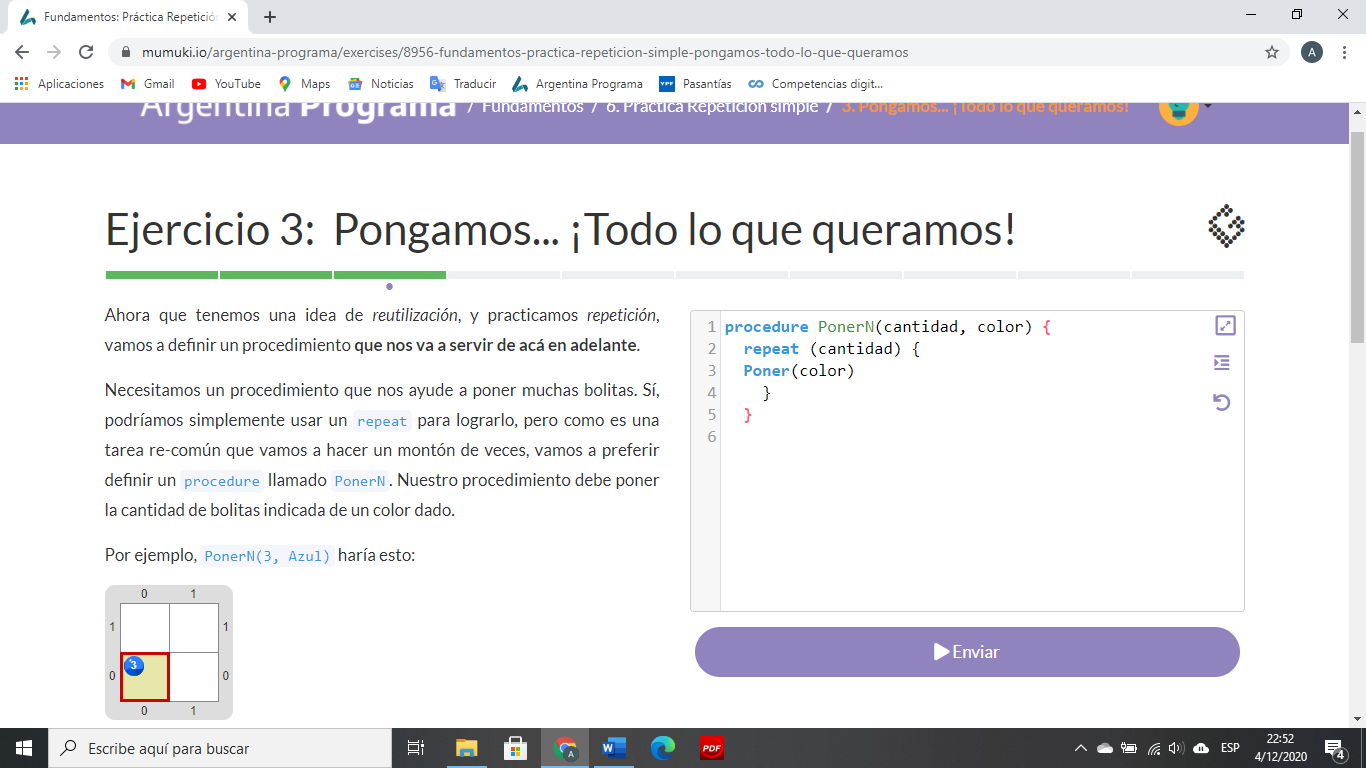 Fundamentos: Práctica Repetición
mumuki.io/argentina-programa/exercises/8956-fundamentos-practica-repeticion-simple-pongamos-todo-lo-que-queramos
A
Aplicaciones Gmail YouTube Maps Noticias Traducir Argentina Programa YPF Pasantías Competencias digit...
Argentina Programa / Fundamentos / 6. Práctica Repetición simple / 3. Pongamos... ¡Todo lo que queramos!
Ejercicio 3: Pongamos... ¡Todo lo que queramos!
Ahora que tenemos una idea de reutilización, y practicamos repetición,
vamos a definir un procedimiento que nos va a servir de acá en adelante.
Necesitamos un procedimiento que nos ayude a poner muchas bolitas. Sí,
podríamos simplemente usar un repeat para lograrlo, pero como es una
tarea re-común que vamos a hacer un montón de veces, vamos a preferir
definir un procedure llamado PonerN. Nuestro procedimiento debe poner
la cantidad de bolitas indicada de un color dado.
Por ejemplo, PonerN(3, Azul) haría esto:
0 1
1 1
3
0 0
0 1
1 procedure PonerN(cantidad, color) {
2 repeat (cantidad) {
3 Poner(color)
4 }
5 }
6
Enviar
Escribe aquí para buscar
A
W
PDF
ESP
22:52
4/12/2020
4